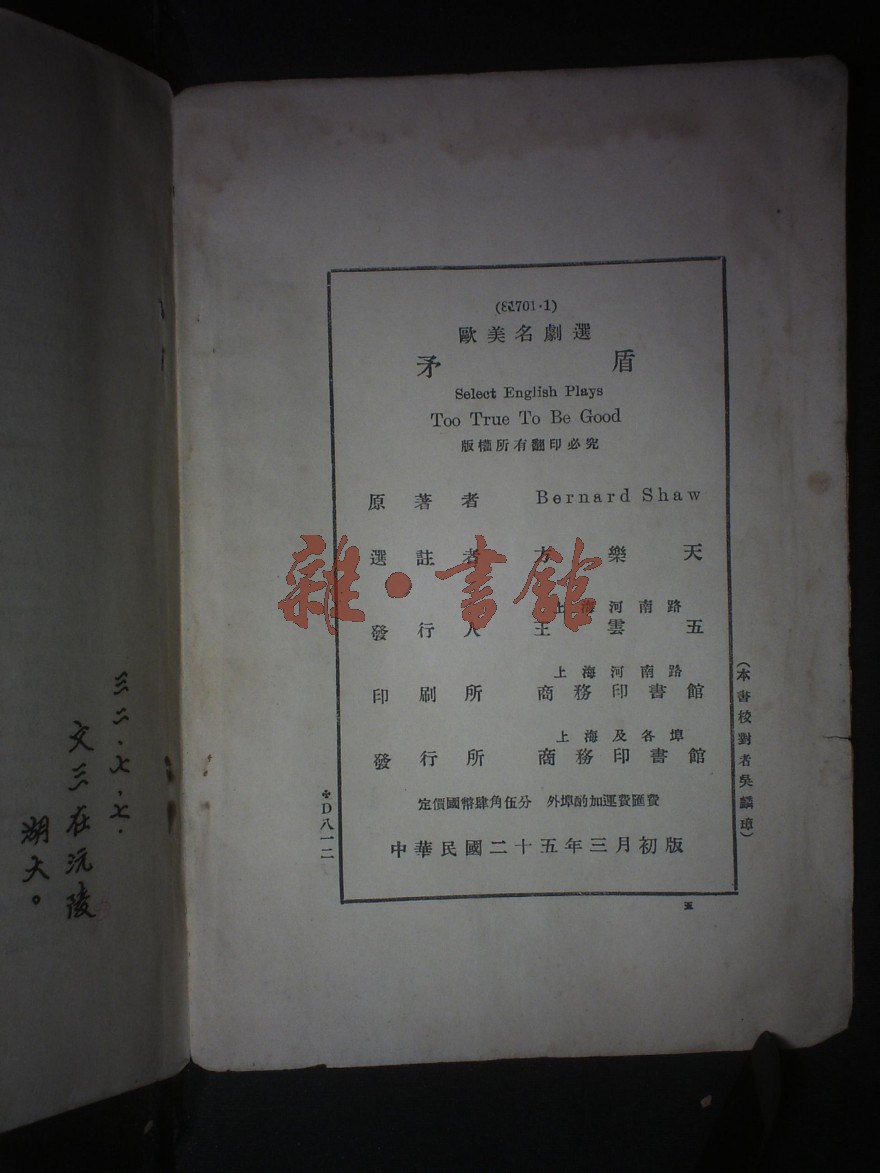 (81701·1)
歐美名劇選
矛盾
Select English Plays
Too True To Be Good
版權所有翻印必究
原著者 Bernard Shaw
選註者 方樂天
上海河南路
發行人 王雲五
上海河南路
印刷所 商務印書館
上海及各埠
發行所 商務印書館
定價國幣肆角伍分 外埠酌加運費匯費
中華民國二十五年三月初版
(本書校對者吳麟璋)
D八一二
五
三二、七、七、
文三在沅陵
湖大。
雜·書館